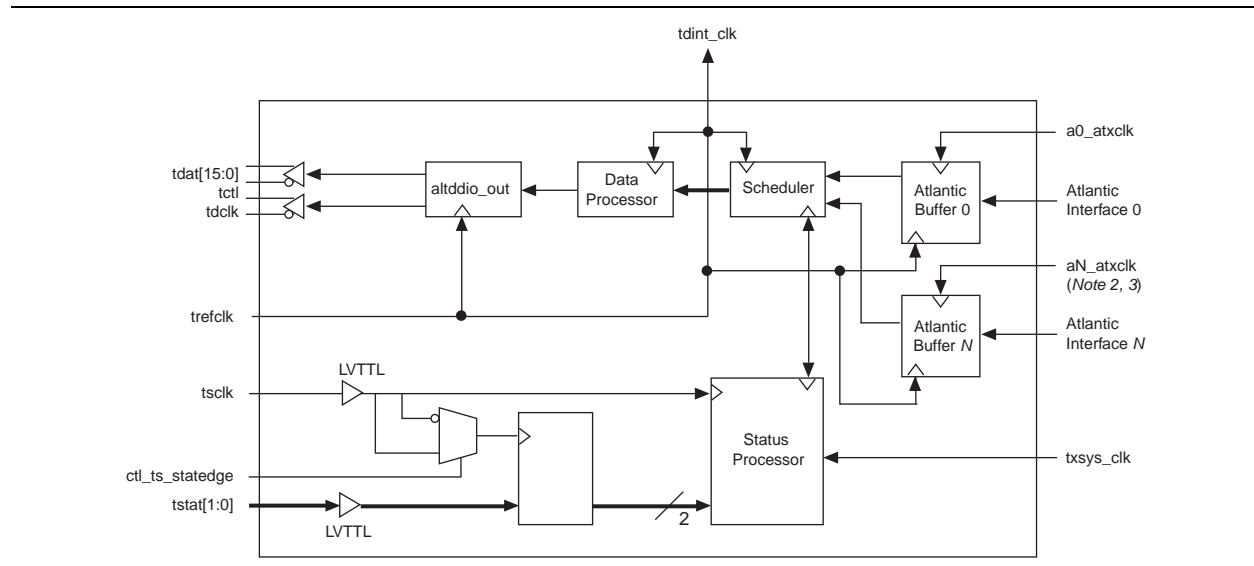 tdint_clk
a0_atxclk
tdat[15:0]
tctl
tdclk
altddio_out
Data
Processor
Scheduler
Atlantic
Buffer 0
Atlantic
Interface 0
aN_atxclk
(Note 2, 3)
trefclk
Atlantic
Buffer N
Atlantic
Interface N
LVTTL
tsclk
Status
Processor
txsys_clk
ctl_ts_statedge
tstat[1:0]
LVTTL
2